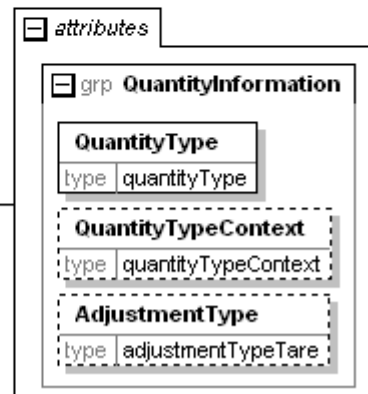 attributes
grp QuantityInformation
QuantityType
type quantityType
QuantityTypeContext
type quantityTypeContext
AdjustmentType
type adjustmentTypeTare